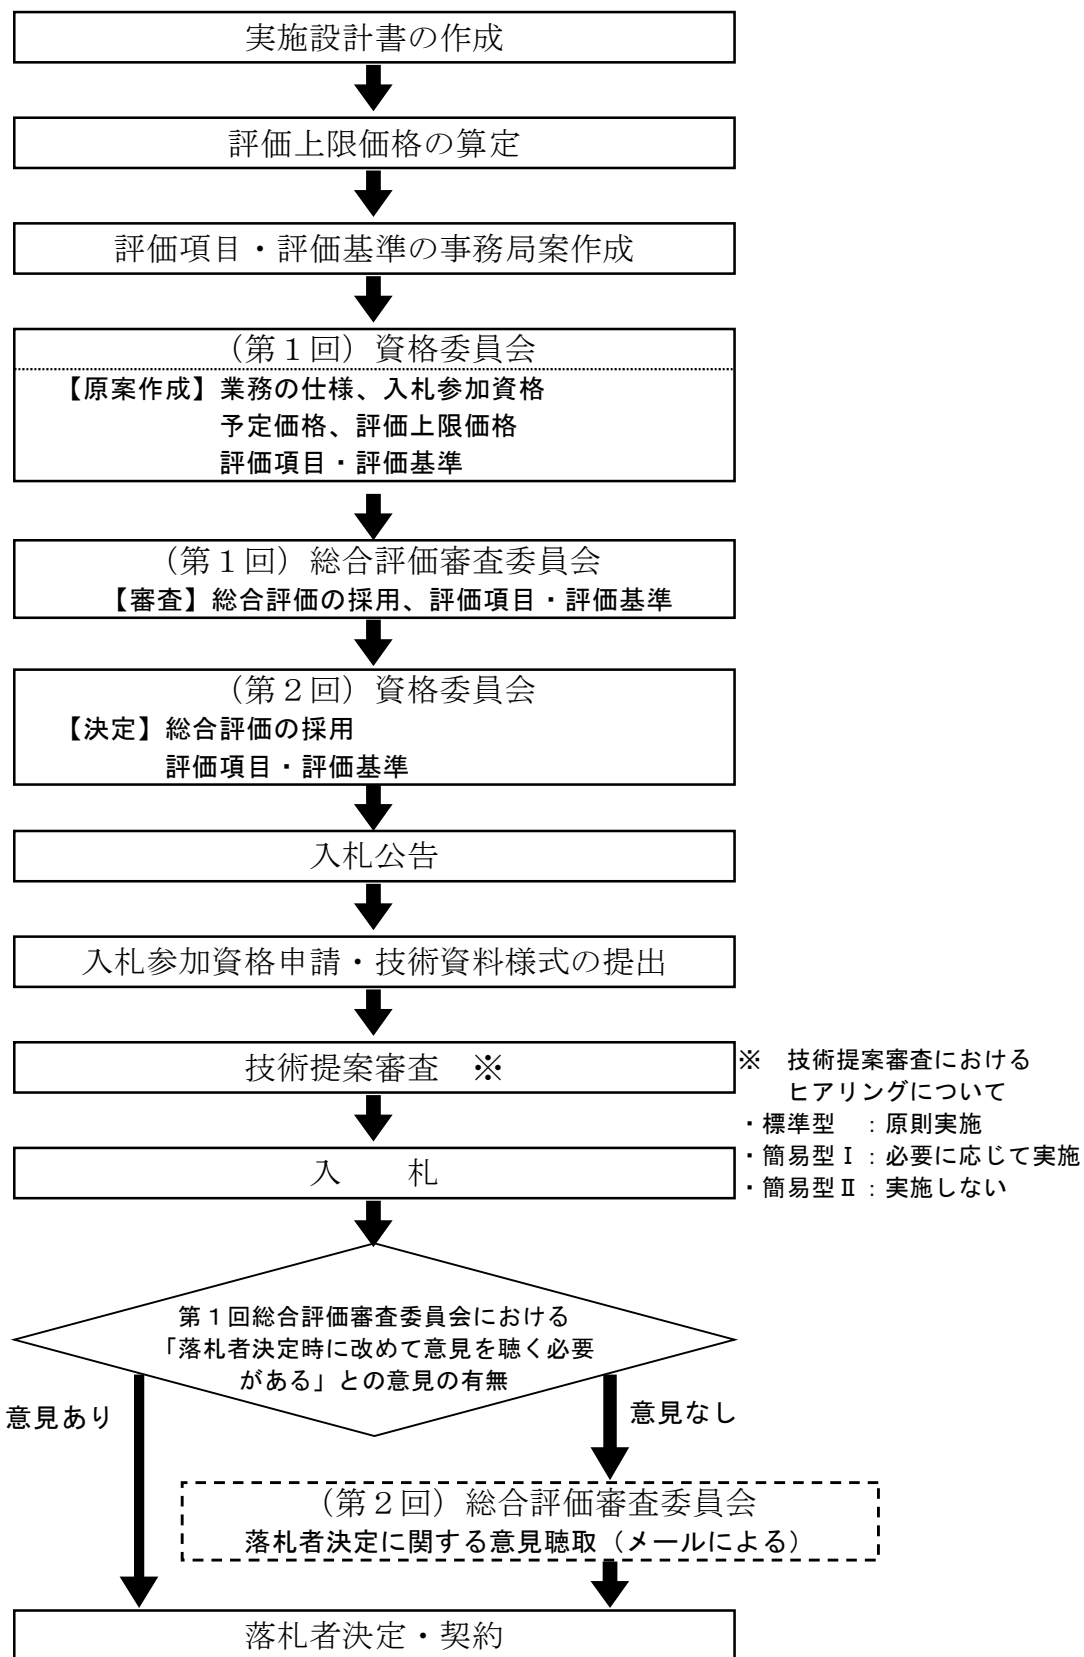 実施設計書の作成
評価上限価格の算定
評価項目・評価基準の事務局案作成
（第１回）資格委員会
【原案作成】業務の仕様、入札参加資格
予定価格、評価上限価格
評価項目・評価基準
（第１回）総合評価審査委員会
【審査】総合評価の採用、評価項目・評価基準
（第２回）資格委員会
【決定】総合評価の採用
評価項目・評価基準
入札公告
入札参加資格申請・技術資料様式の提出
技術提案審査　※
※　技術提案審査における
ヒアリングについて
・標準型　：原則実施
・簡易型Ⅰ：必要に応じて実施
・簡易型Ⅱ：実施しない
入　　札
第１回総合評価審査委員会における
「落札者決定時に改めて意見を聴く必要
がある」との意見の有無
意見あり
意見なし
（第２回）総合評価審査委員会
落札者決定に関する意見聴取（メールによる）
落札者決定・契約